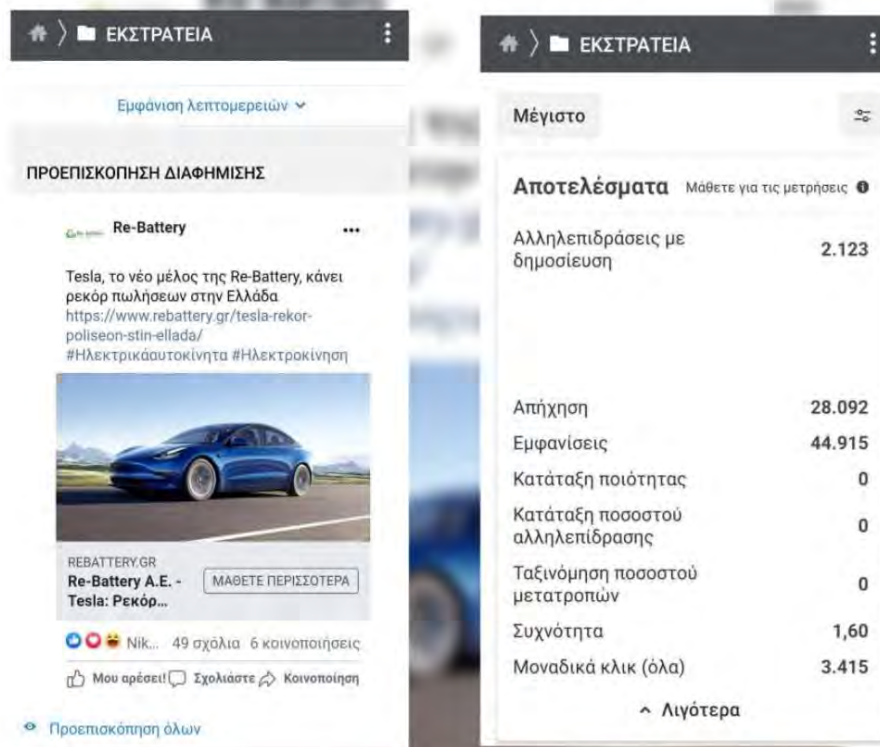 ΕΚΣΤΡΑΤΕΙΑ
Εμφάνιση λεπτομερειών
ΠΡΟΕΠΙΣΚΟΠΗΣΗ ΔΙΑΦΗΜΙΣΗΣ
Re-Battery
Tesla, το νέο μέλος της Re-Battery, κάνει
ρεκόρ πωλήσεων στην Ελλάδα
https://www.rebattery.gr/tesla-rekor-
poliseon-stin-ellada/
#Ηλεκτρικάαυτοκίνητα #Ηλεκτροκίνηση
REBATTERY.GR
Re-Battery Α.Ε. -
Tesla: Ρεκόρ...
ΜΑΘΕΤΕ ΠΕΡΙΣΣΟΤΕΡΑ
Nik... 49 σχόλια 6 κοινοποιήσεις
Μου αρέσει! Σχολιάστε Κοινοποίηση
Προεπισκόπηση όλων
ΕΚΣΤΡΑΤΕΙΑ
Μέγιστο
Αποτελέσματα Μάθετε για τις μετρήσεις
Αλληλεπιδράσεις με
δημοσίευση 2.123
Απήχηση 28.092
Εμφανίσεις 44.915
Κατάταξη ποιότητας 0
Κατάταξη ποσοστού
αλληλεπίδρασης 0
Ταξινόμηση ποσοστού
μετατροπών 0
Συχνότητα 1,60
Μοναδικά κλικ (όλα) 3.415
Λιγότερα